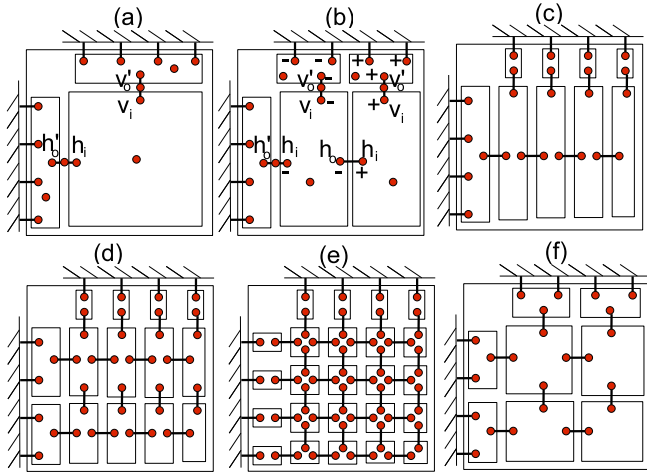 (a) (b) (c)
- - + +
v'o - v'o + v'o
vi vi - + vi
h'o hi h'o hi ho hi
- - +
(d) (e) (f)